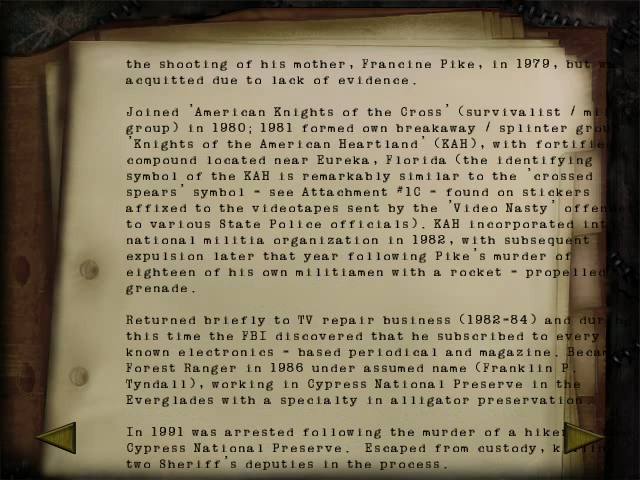 the shooting of his mother, Francine Pike, in 1979, but
acquitted due to lack of evidence.
Joined 'American Knights of the Cross' (survivalist /
group) in 1980; 1981 formed own breakaway / splinter
'Knights of the American Heartland' (KAH), with
compound located near Eureka, Florida (the identifying
symbol of the KAH is remarkably similar to the 'crossed
spears' symbol - see Attachment #1C - found on stickers
affixed to the videotapes sent by the 'Video Nasty'
to various State Police officials). KAH incorporated
national militia organization in 1982, with subsequent
expulsion later that year following Pike's murder of
eighteen of his own militiamen with a rocket - propelled
grenade.
Returned briefly to TV repair business (1982-84) and
this time the FBI discovered that he subscribed to every
known electronics - based periodical and magazine.
Forest Ranger in 1986 under assumed name (Franklin P.
Tyndall), working in Cypress National Preserve in the
Everglades with a specialty in alligator preservation.
In 1991 was arrested following the murder of a hiker
Cypress National Preserve. Escaped from custody,
two Sheriff's deputies in the process.